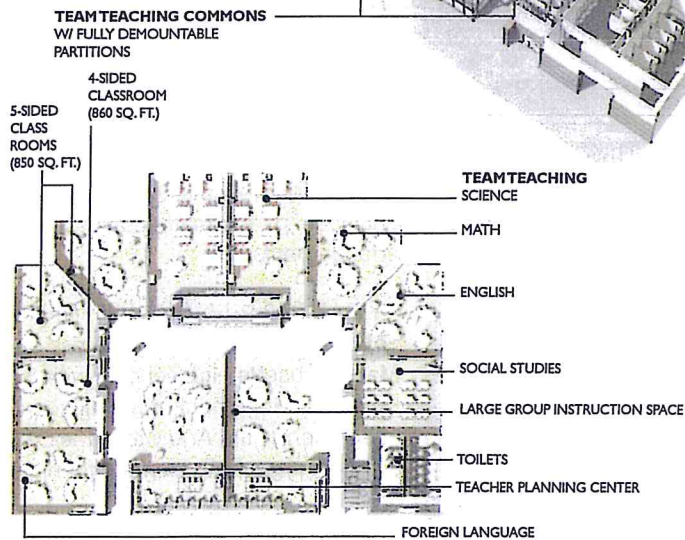 TEAM TEACHING COMMONS
W/ FULLY DEMOUNTABLE
PARTITIONS
4-SIDED
CLASSROOM
(860 SQ. FT.)
5-SIDED
CLASS
ROOMS
(850 SQ. FT.)
TEAM TEACHING
SCIENCE
MATH
ENGLISH
SOCIAL STUDIES
LARGE GROUP INSTRUCTION SPACE
TOILETS
TEACHER PLANNING CENTER
FOREIGN LANGUAGE